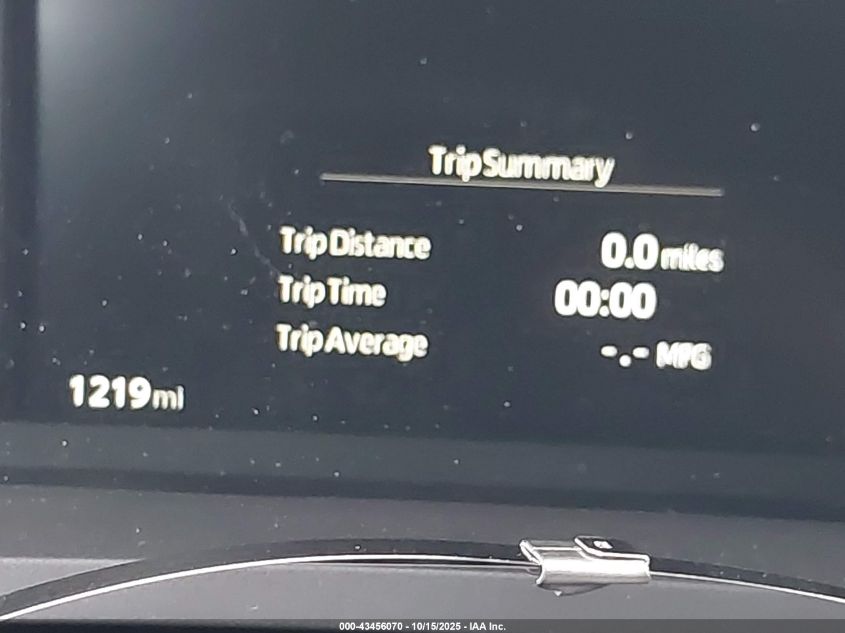 Trip Summary
Trip Distance 0.0 miles
Trip Time 00:00
Trip Average -.- MPG
1219 mi
000-43456070 - 10/15/2025 - IAA Inc.